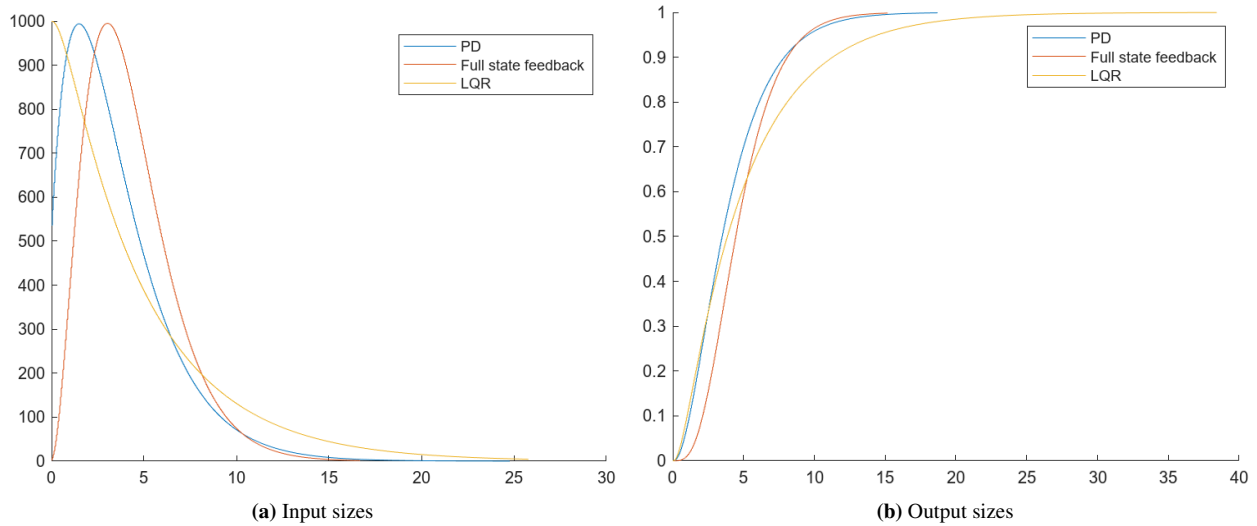 1000
900
800
700
600
500
400
300
200
100
0
0 5 10 15 20 25 30
PD
Full state feedback
LQR
(a) Input sizes
1
0.9
0.8
0.7
0.6
0.5
0.4
0.3
0.2
0.1
0
0 5 10 15 20 25 30 35 40
PD
Full state feedback
LQR
(b) Output sizes